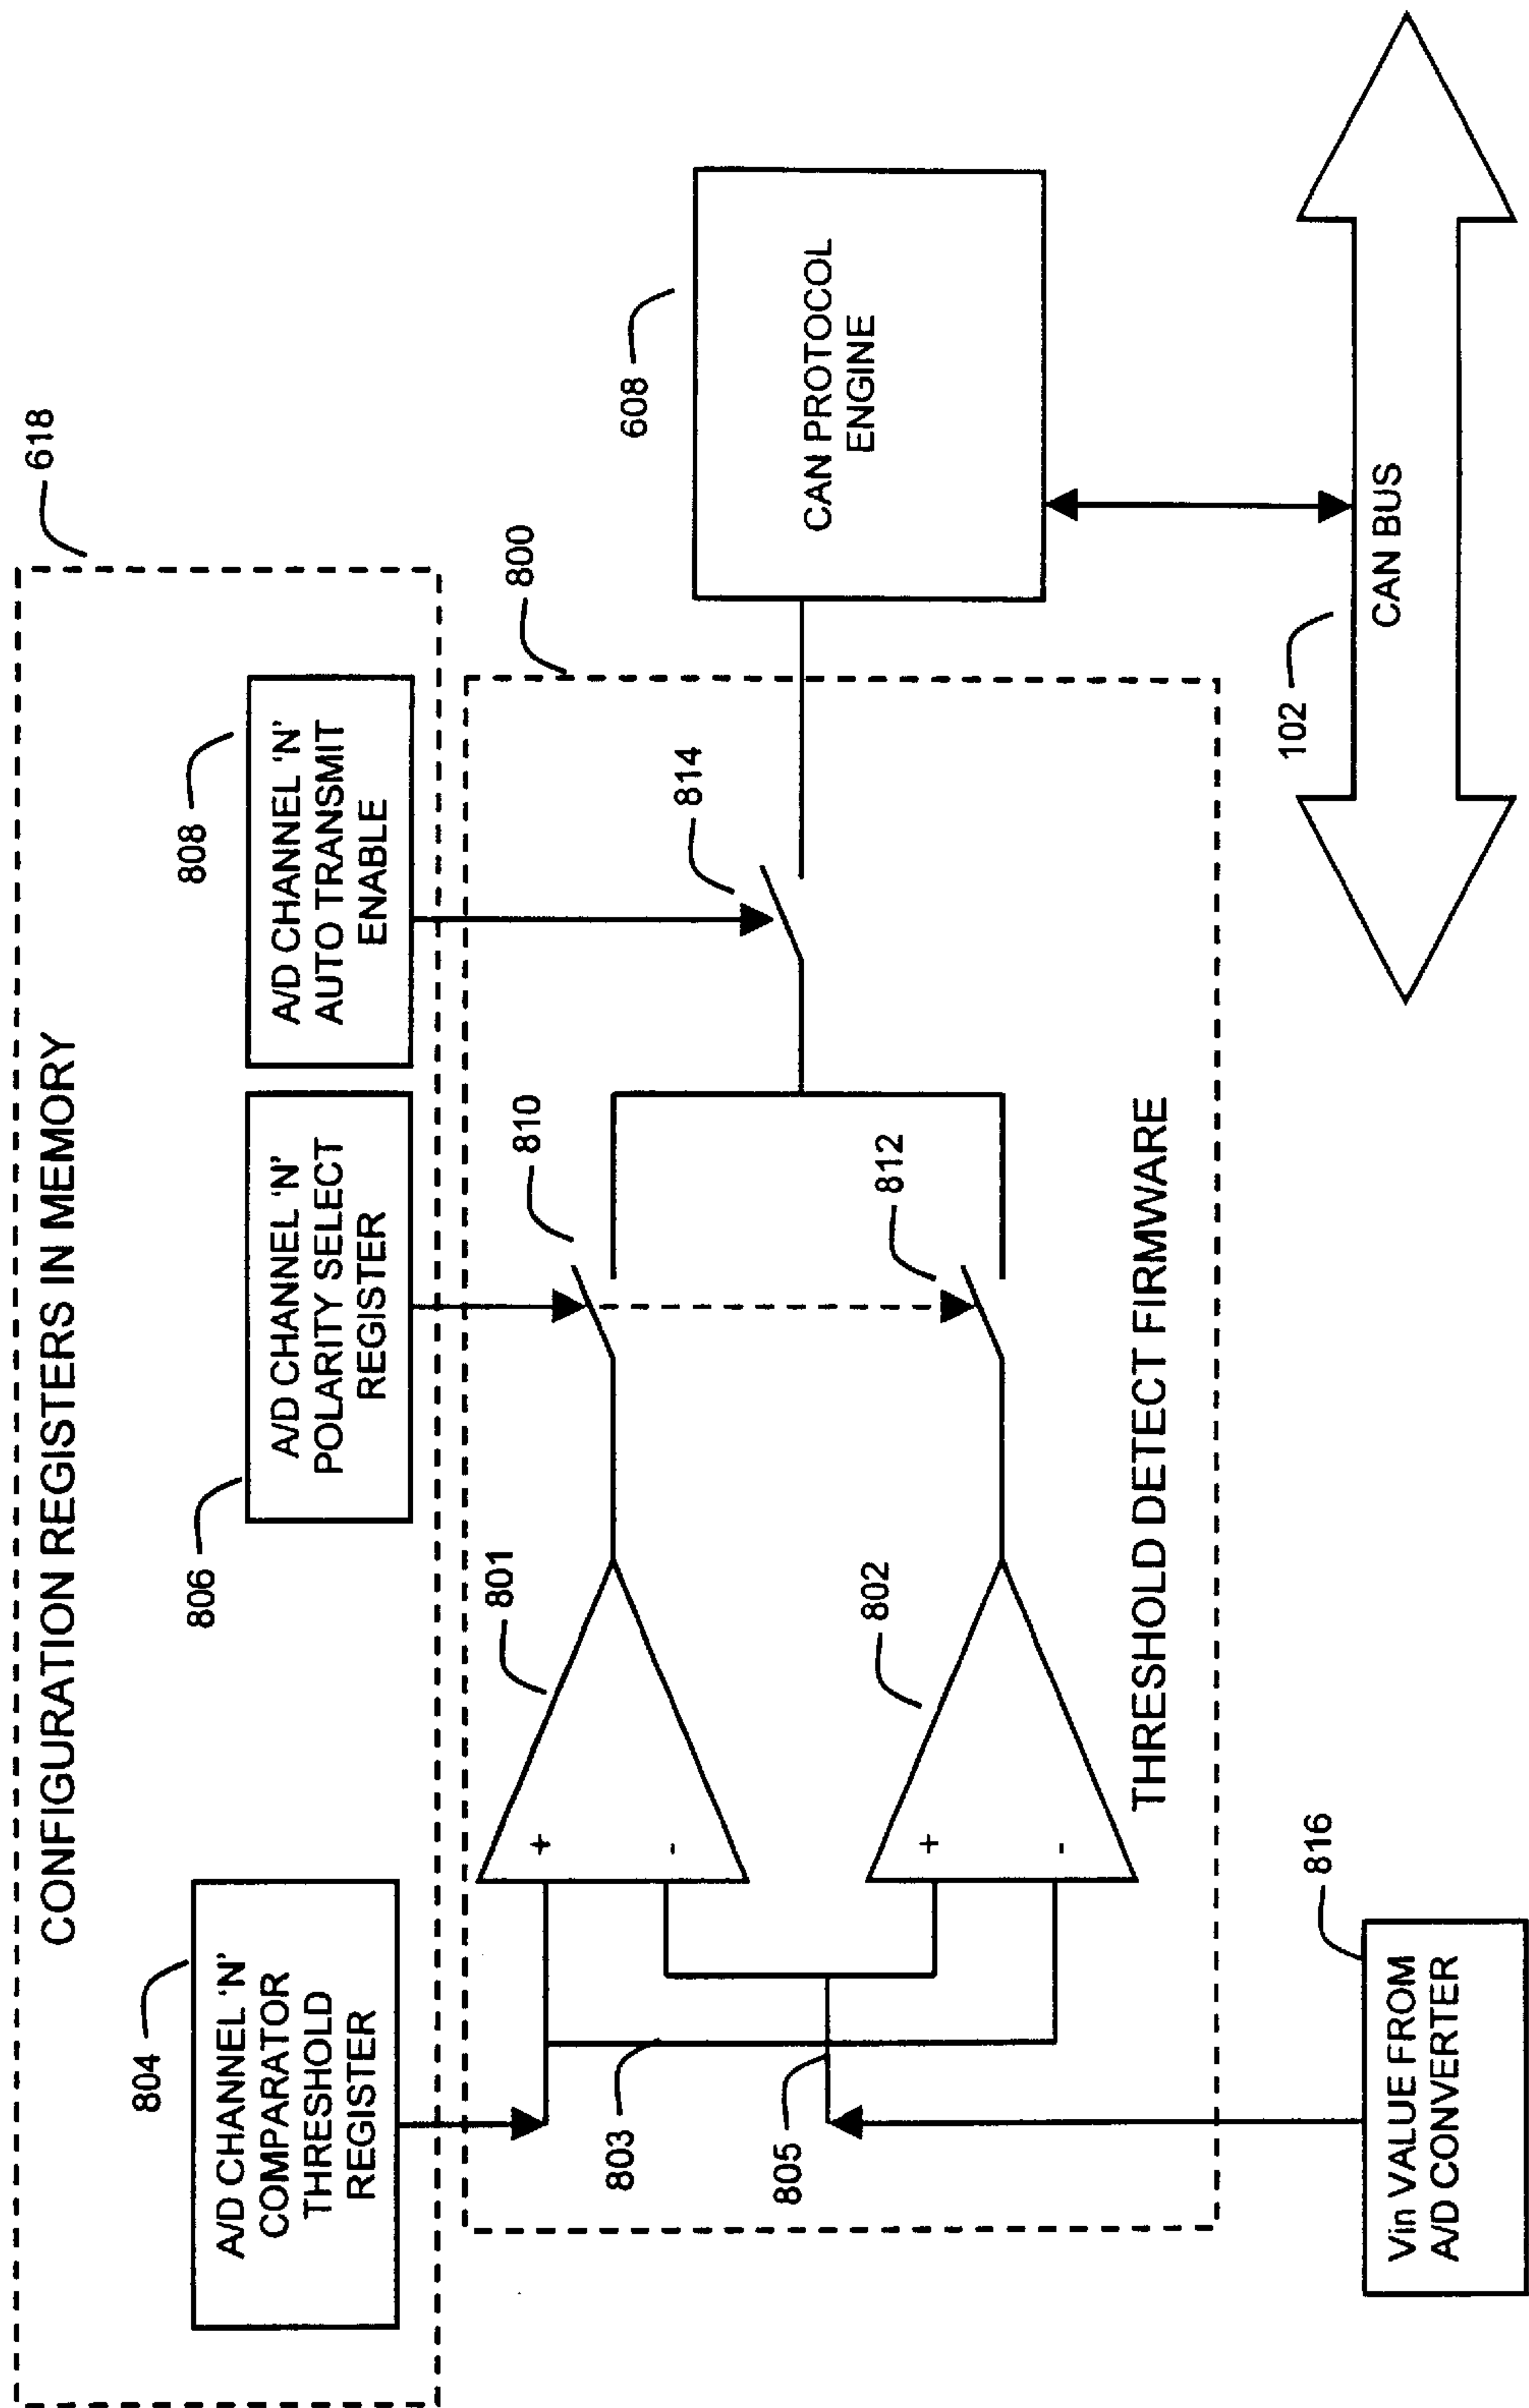 CONFIGURATION REGISTERS IN MEMORY
618
804
A/D CHANNEL 'N'
COMPARATOR
THRESHOLD
REGISTER
806
A/D CHANNEL 'N'
POLARITY SELECT
REGISTER
808
A/D CHANNEL 'N'
AUTO TRANSMIT
ENABLE
800
801
+
-
810
803
805
802
+
-
812
814
THRESHOLD DETECT FIRMWARE
608
CAN PROTOCOL
ENGINE
816
Vin VALUE FROM
A/D CONVERTER
102
CAN BUS